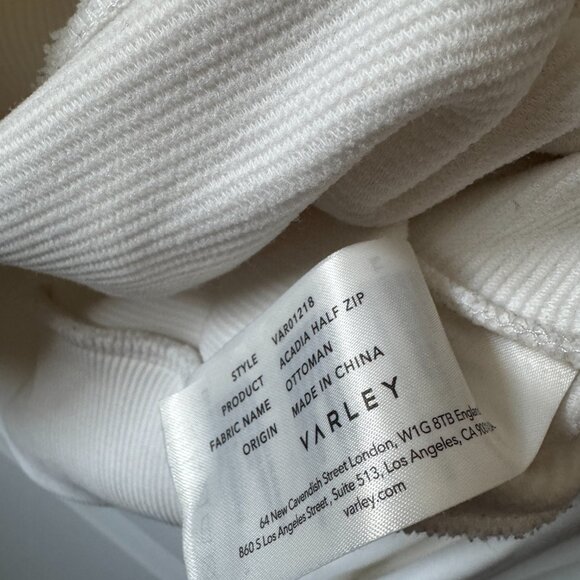 STYLE VAR01218
PRODUCT ACADIA HALF ZIP
FABRIC NAME OTTOMAN
ORIGIN MADE IN CHINA
VARLEY
64 New Cavendish Street London, W1G 8TB England
860 S Los Angeles Street, Suite 513, Los Angeles, CA
varley.com